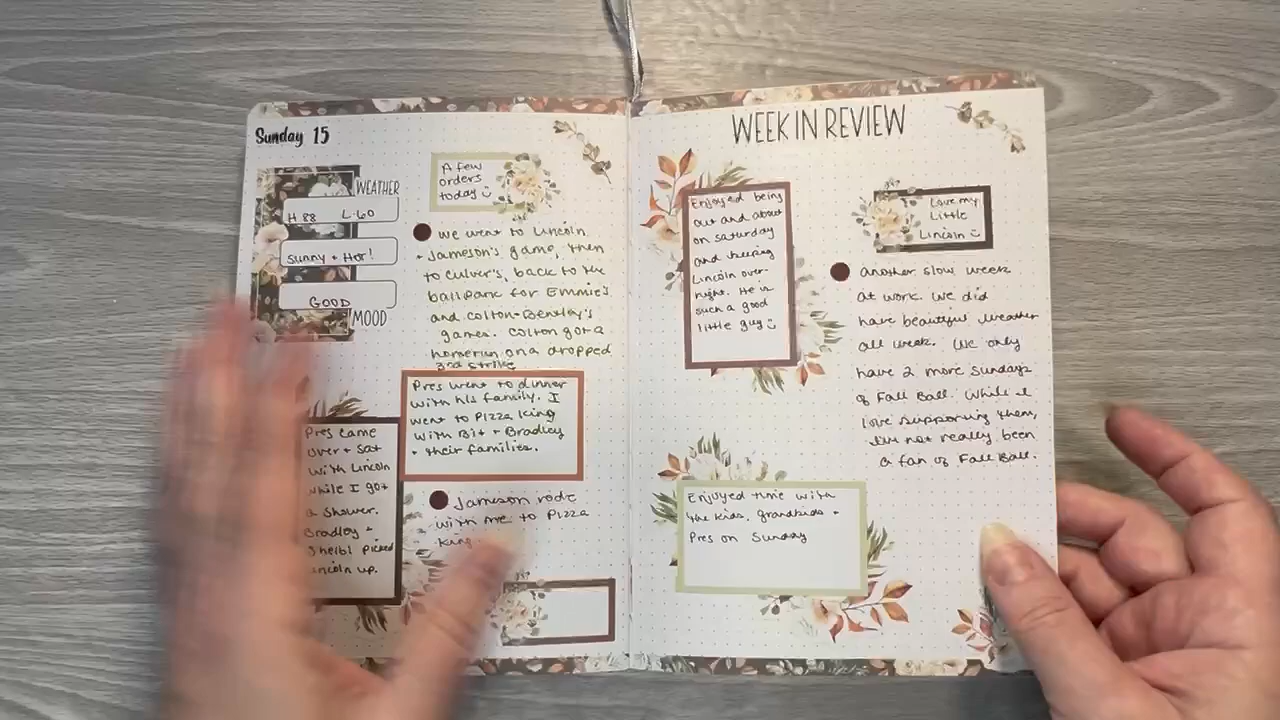 Sunday 15
WEATHER
H 88 L-60
Sunny + Hot!
GOOD
MOOD
A few
orders
today
we went to Lincoln
+ Jameson's game, then
to Culver's, back to the
ballpark for Emmie's
and Colton-Bentley's
games. Colton got a
homerun on a dropped
3rd strike
Pres went to dinner
with his family. I
went to Pizza King
with Bit + Bradley
+ their families.
Pres came
over + sat
with Lincoln
while I got
a shower.
Bradley +
Shelbi picked
Lincoln up.
Jameson rode
with me to Pizza
King.
WEEK IN REVIEW
Enjoyed being
out and about
on Saturday
and keeping
Lincoln over-
night. He is
such a good
little guy
Love my
Little
Lincoln
another slow week
at work. We did
have beautiful weather
all week. We only
have 2 more Sundays
of Fall Ball. While I
love supporting them,
I'm not really been
a fan of Fall Ball.
Enjoyed time with
the kids, grandkids +
Pres on Sunday